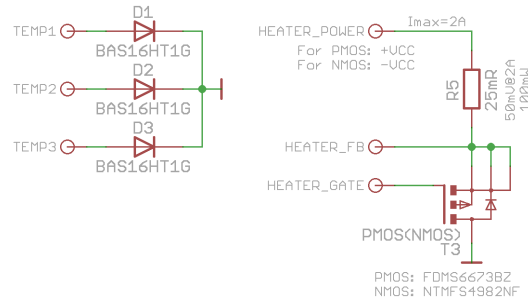 D1
TEMP1
BAS16HT1G
D2
TEMP2
BAS16HT1G
D3
TEMP3
BAS16HT1G
HEATER_POWER
Imax=2A
For PMOS: +VCC
For NMOS: -VCC
R5
25mR
50mV@2A
100mW
HEATER_FB
HEATER_GATE
PMOS(NMOS)
T3
PMOS: FDMS6673BZ
NMOS: NTMFS4982NF